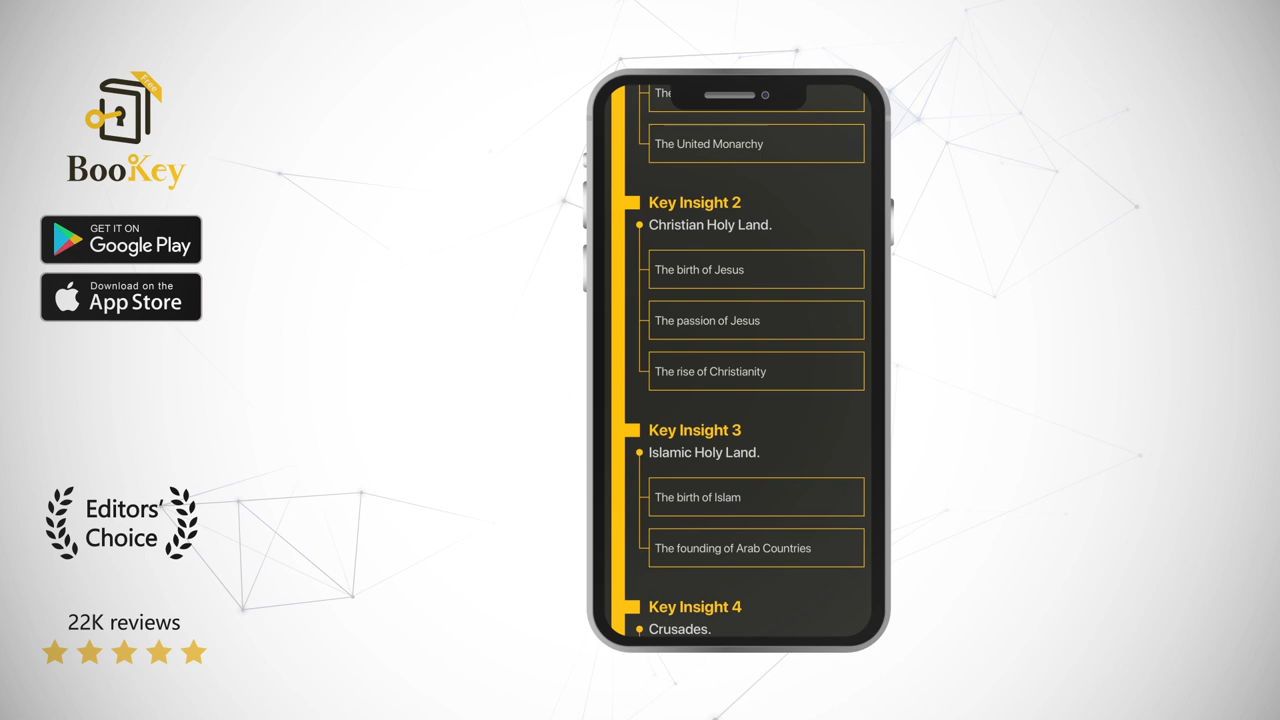 Free
BooKey
GET IT ON
Google Play
Download on the
App Store
Editors'
Choice
22K reviews
The United Monarchy
Key Insight 2
Christian Holy Land.
The birth of Jesus
The passion of Jesus
The rise of Christianity
Key Insight 3
Islamic Holy Land.
The birth of Islam
The founding of Arab Countries
Key Insight 4
Crusades.